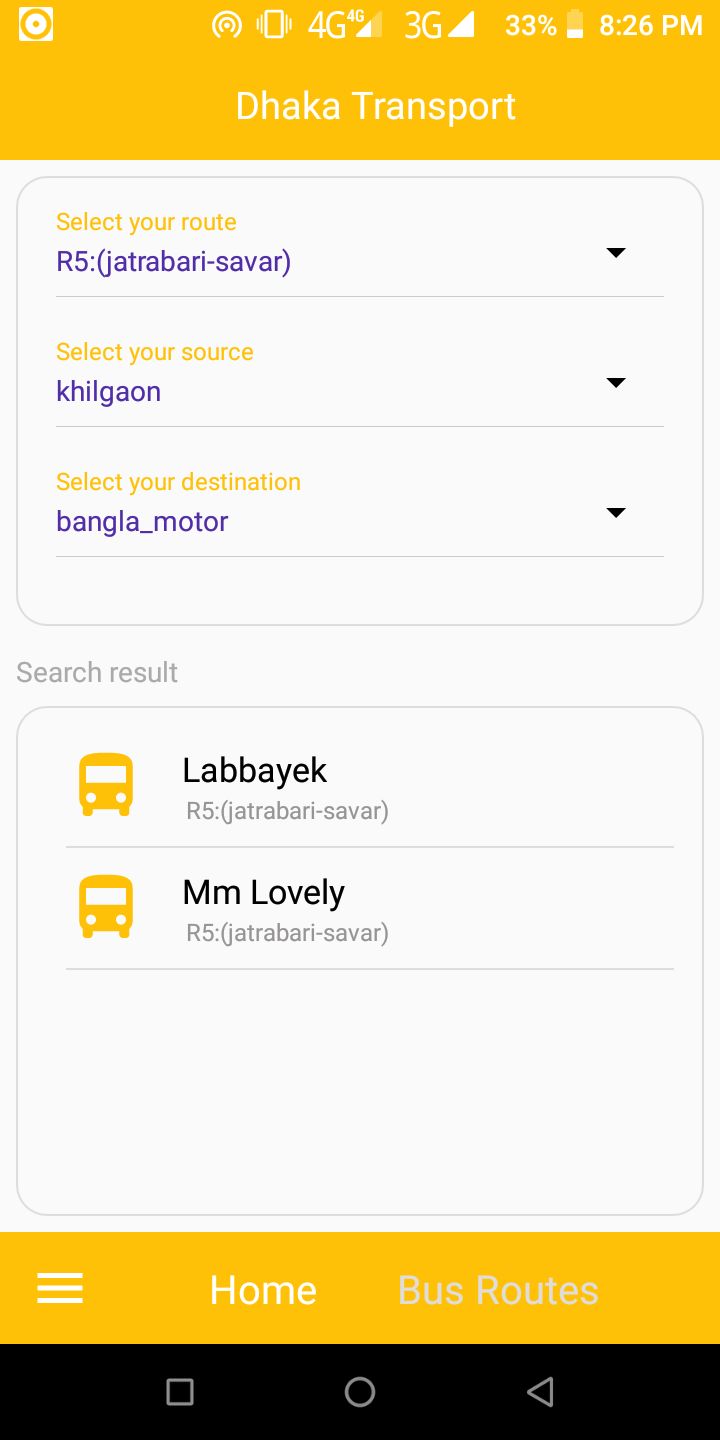 4G 4G 3G 33% 8:26 PM
Dhaka Transport
Select your route
R5:(jatrabari-savar)
Select your source
khilgaon
Select your destination
bangla_motor
Search result
Labbayek
R5:(jatrabari-savar)
Mm Lovely
R5:(jatrabari-savar)
Home Bus Routes